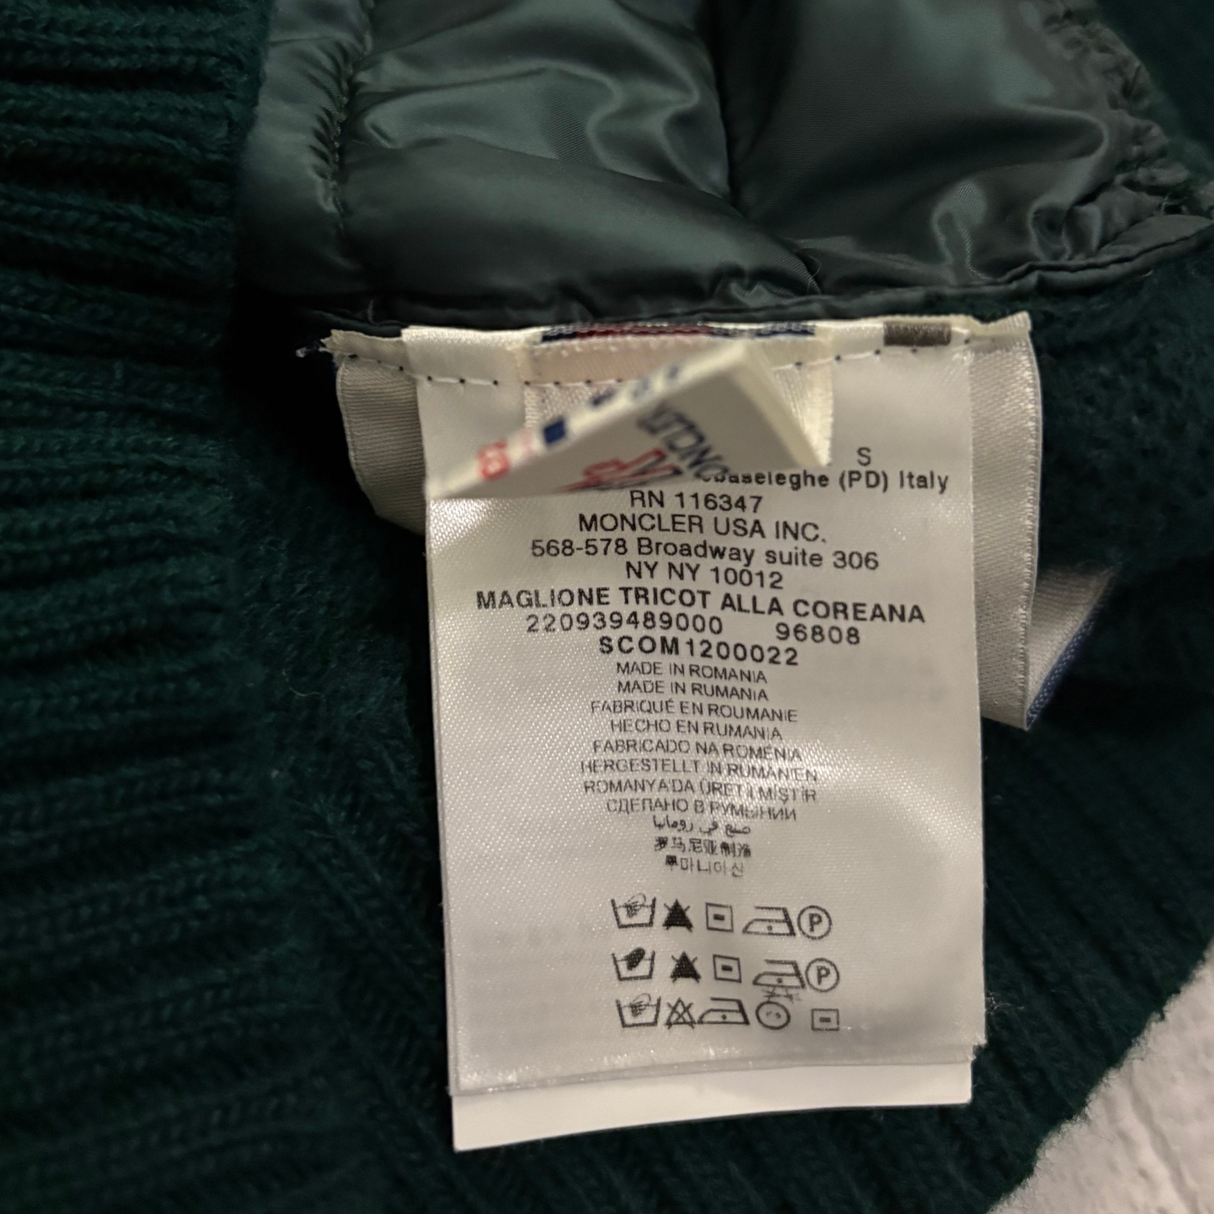 S
(PD) Italy
RN 116347
MONCLER USA INC.
568-578 Broadway suite 306
NY NY 10012
MAGLIONE TRICOT ALLA COREANA
220939489000 96808
SCOM1200022
MADE IN ROMANIA
MADE IN RUMANIA
FABRIQUÉ EN ROUMANIE
HECHO EN RUMANIA
FABRICADO NA ROMÉNIA
HERGESTELLT IN RUMÄNIEN
ROMANYA'DA ÜRETİLMİŞTİR
СДЕЛАНО В РУМЫНИИ
صنع في رومانيا
罗马尼亚制造
루마니아산
P
P